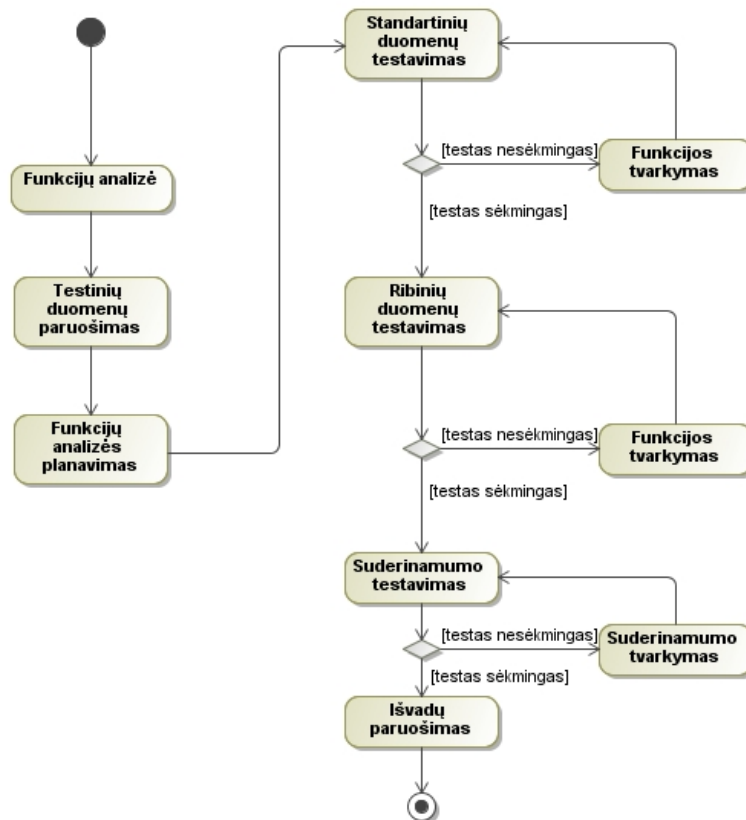 Funkcijų analizė
Testinių
duomenų
paruošimas
Funkcijų
analizės
planavimas
Standartinių
duomenų
testavimas
[testas nesėkmingas]
Funkcijos
tvarkymas
[testas sėkmingas]
Ribinių
duomenų
testavimas
[testas nesėkmingas]
Funkcijos
tvarkymas
[testas sėkmingas]
Suderinamumo
testavimas
[testas nesėkmingas]
Suderinamumo
tvarkymas
[testas sėkmingas]
Išvadų
paruošimas